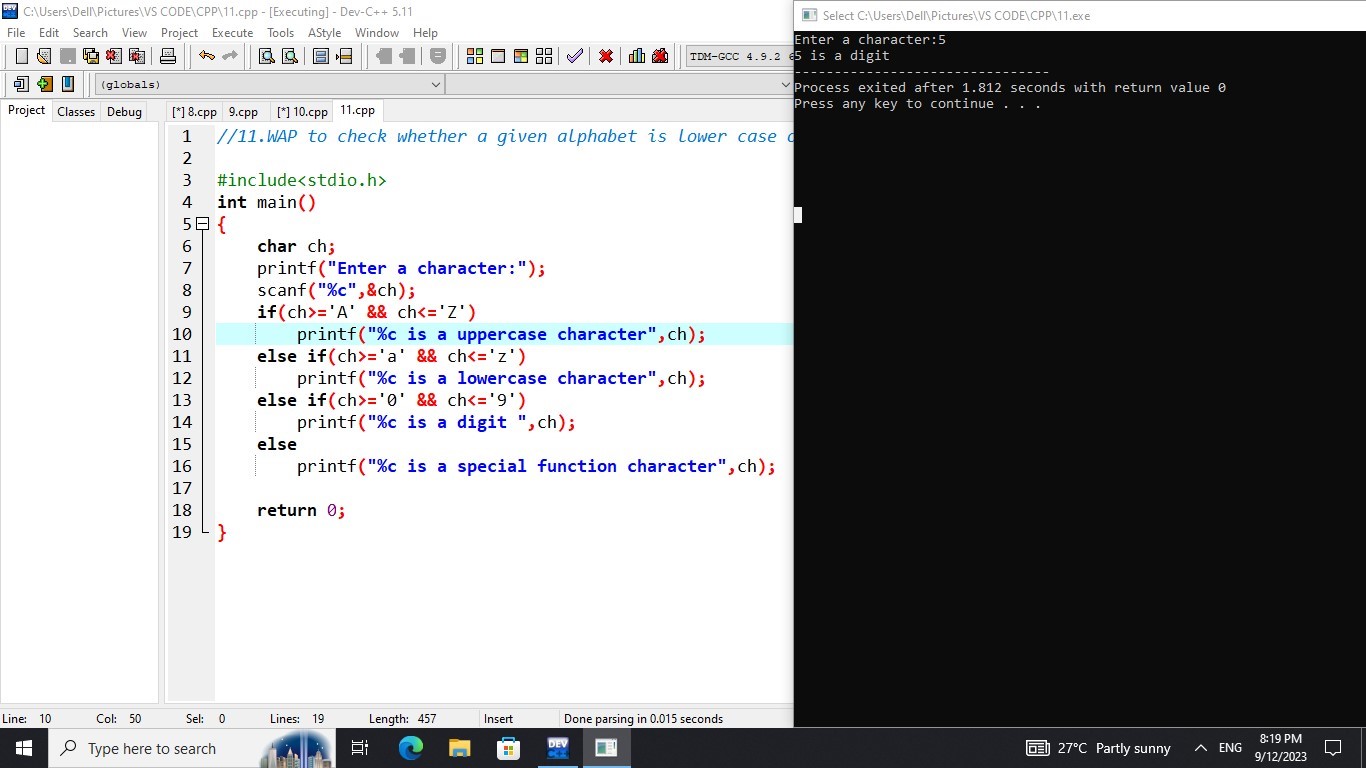 C:\Users\Dell\Pictures\VS CODE\CPP\11.cpp - [Executing] - Dev-C++ 5.11
File Edit Search View Project Execute Tools AStyle Window Help
TDM-GCC 4.9.2
(globals)
Project Classes Debug
[*] 8.cpp 9.cpp [*] 10.cpp 11.cpp
1 //11.WAP to check whether a given alphabet is lower case
2
3 #include<stdio.h>
4 int main()
5 {
6 char ch;
7 printf("Enter a character:");
8 scanf("%c",&ch);
9 if(ch>='A' && ch<='Z')
10 printf("%c is a uppercase character",ch);
11 else if(ch>='a' && ch<='z')
12 printf("%c is a lowercase character",ch);
13 else if(ch>='0' && ch<='9')
14 printf("%c is a digit ",ch);
15 else
16 printf("%c is a special function character",ch);
17
18 return 0;
19 }
Line: 10 Col: 50 Sel: 0 Lines: 19 Length: 457 Insert Done parsing in 0.015 seconds
Select C:\Users\Dell\Pictures\VS CODE\CPP\11.exe
Enter a character:5
5 is a digit
--------------------------------
Process exited after 1.812 seconds with return value 0
Press any key to continue . . .
Type here to search
DEV
27°C Partly sunny
ENG
8:19 PM
9/12/2023